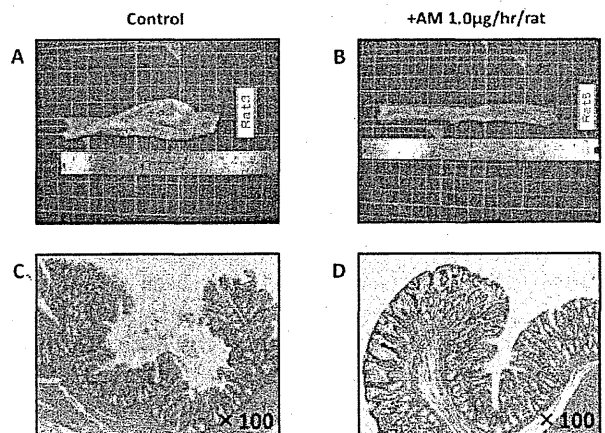 Control
+AM 1.0μg/hr/rat
A
B
Rat3
Rat5
C
D
×100
×100